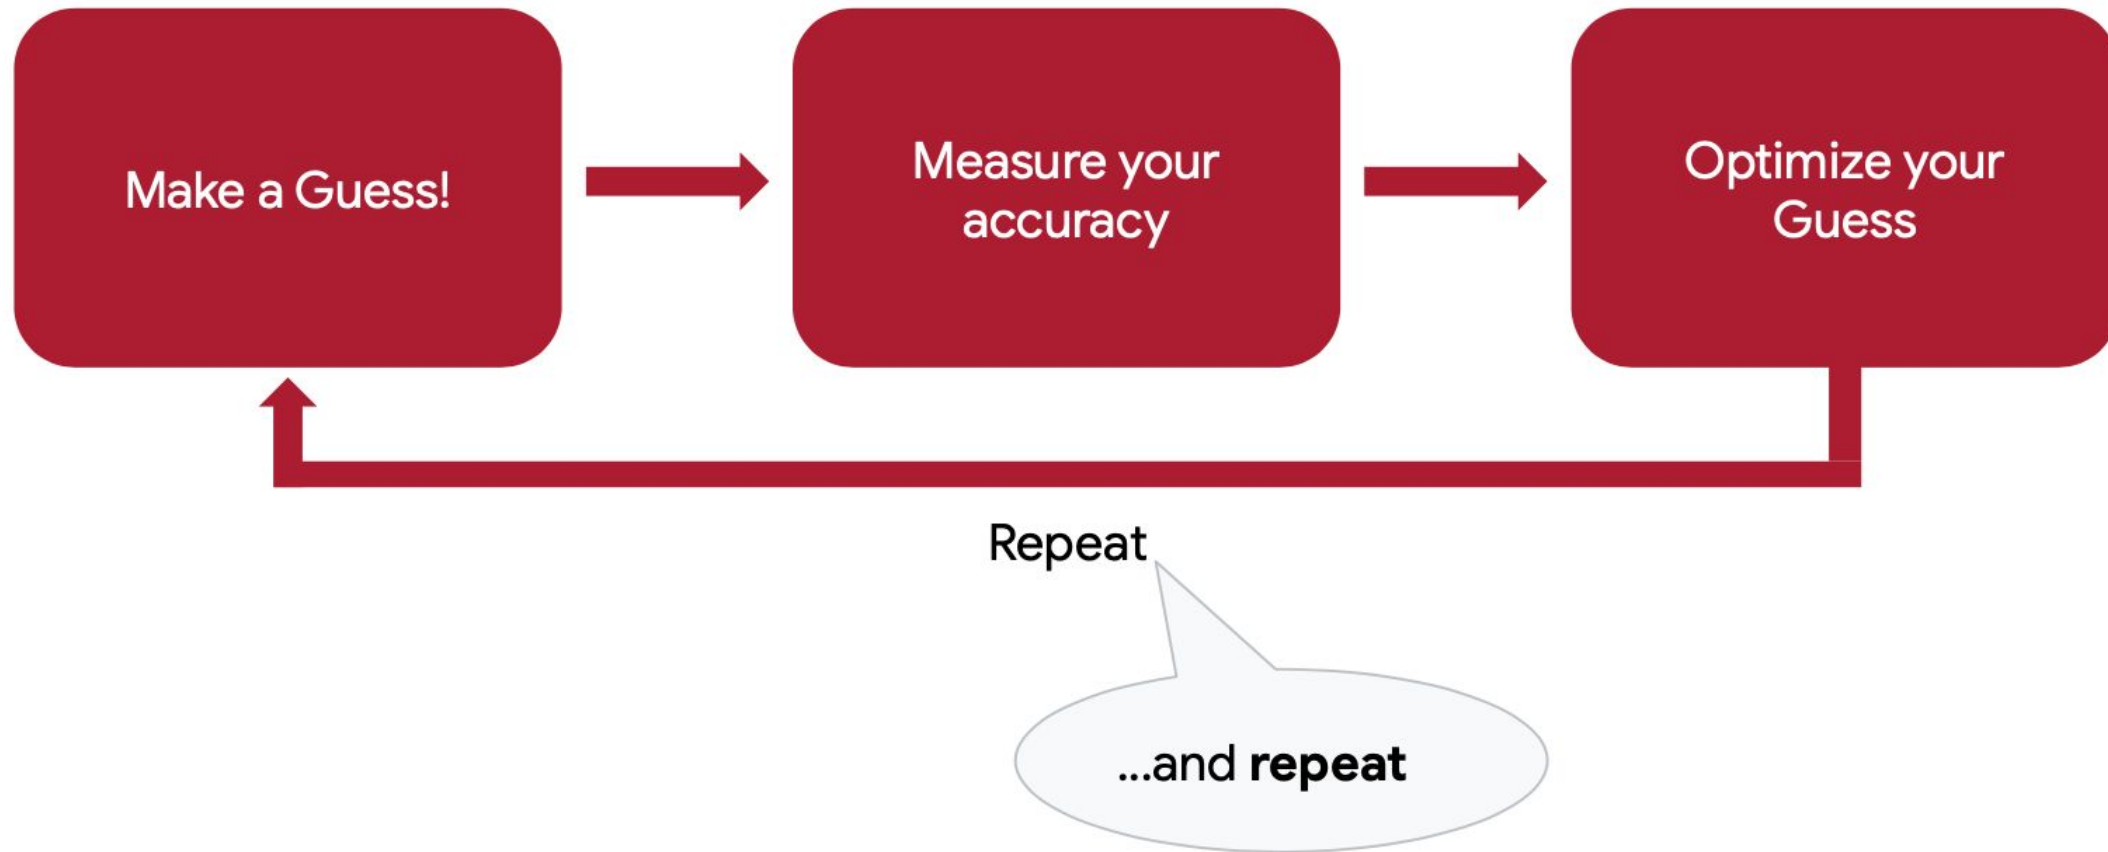 Make a Guess!
Measure your
accuracy
Optimize your
Guess
Repeat
...and repeat